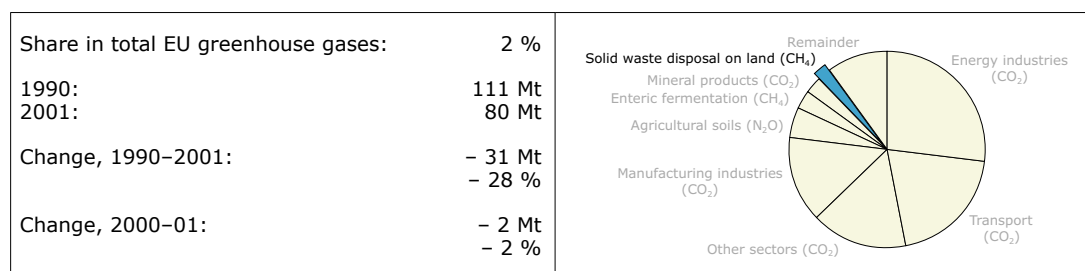 Share in total EU greenhouse gases: 2 %
1990: 111 Mt
2001: 80 Mt
Change, 1990–2001: – 31 Mt
– 28 %
Change, 2000–01: – 2 Mt
– 2 %
Remainder
Solid waste disposal on land (CH₄)
Mineral products (CO₂)
Enteric fermentation (CH₄)
Agricultural soils (N₂O)
Manufacturing industries
(CO₂)
Other sectors (CO₂)
Energy industries
(CO₂)
Transport
(CO₂)